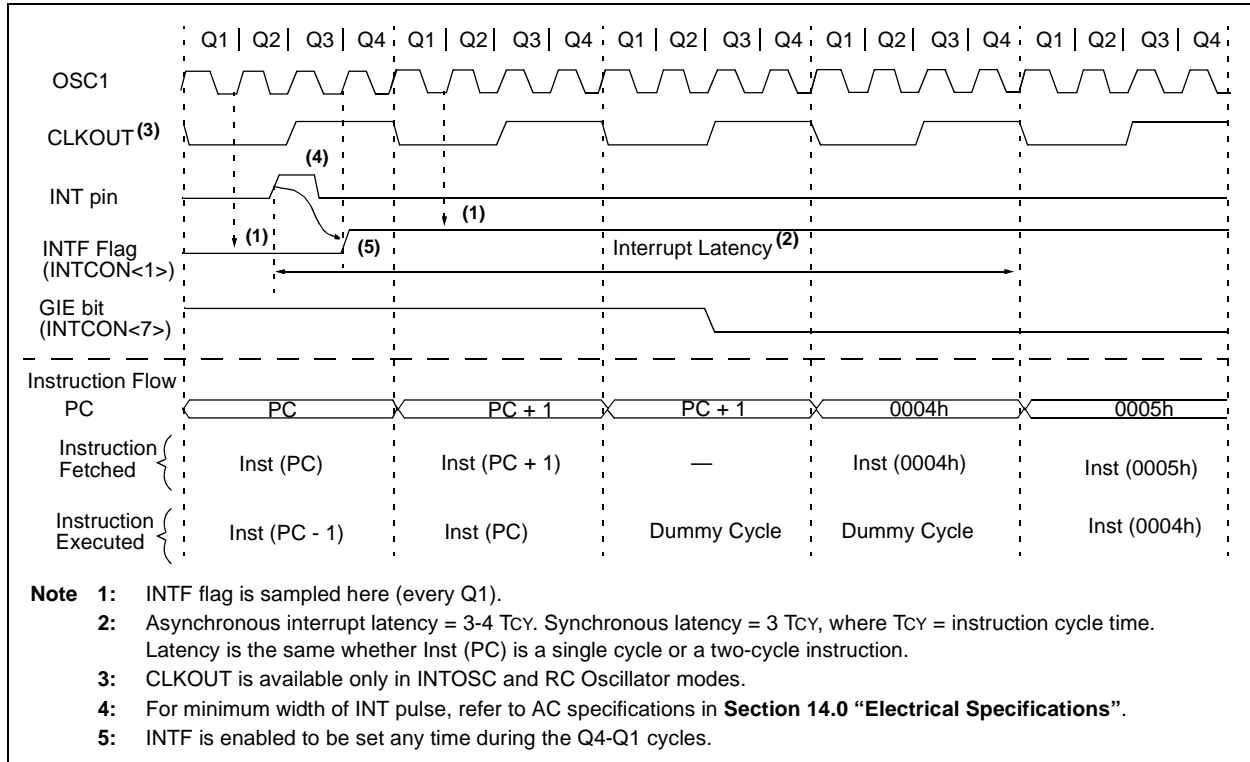 Q1 | Q2 | Q3 | Q4 Q1 | Q2 | Q3 | Q4 Q1 | Q2 | Q3 | Q4 Q1 | Q2 | Q3 | Q4 Q1 | Q2 | Q3 | Q4
OSC1
CLKOUT (3)
(4)
INT pin
(1)
(1)
(5)
INTF Flag
(INTCON<1>)
Interrupt Latency (2)
GIE bit
(INTCON<7>)
Instruction Flow
PC PC PC + 1 PC + 1 0004h 0005h
Instruction
Fetched
Inst (PC) Inst (PC + 1) — Inst (0004h) Inst (0005h)
Instruction
Executed
Inst (PC - 1) Inst (PC) Dummy Cycle Dummy Cycle Inst (0004h)
Note 1: INTF flag is sampled here (every Q1).
2: Asynchronous interrupt latency = 3-4 TCY. Synchronous latency = 3 TCY, where TCY = instruction cycle time.
Latency is the same whether Inst (PC) is a single cycle or a two-cycle instruction.
3: CLKOUT is available only in INTOSC and RC Oscillator modes.
4: For minimum width of INT pulse, refer to AC specifications in Section 14.0 “Electrical Specifications”.
5: INTF is enabled to be set any time during the Q4-Q1 cycles.